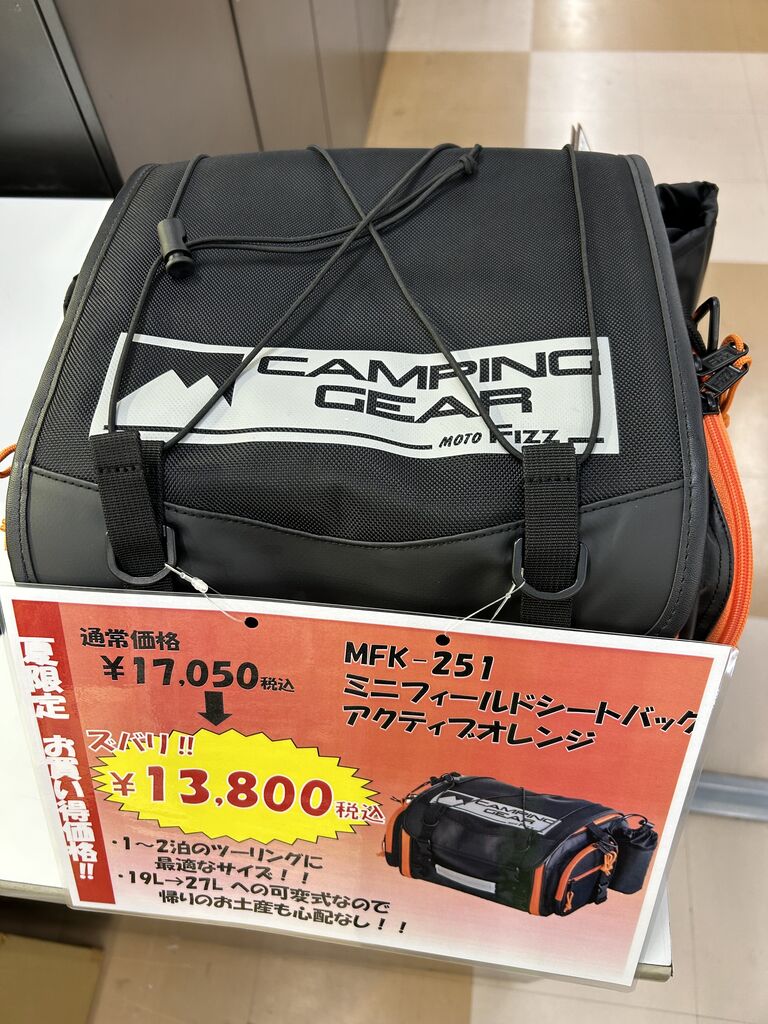 CAMPING
GEAR
MOTO FIZZ
夏限定 お買い得価格!!
通常価格
¥17,050税込
ズバリ!!
¥13,800税込
MFK-251
ミニフィールドシートバッグ
アクティブオレンジ
・1～2泊のツーリングに
最適なサイズ!!
・19L→27L への可変式なので
帰りのお土産も心配なし!!
CAMPING
GEAR